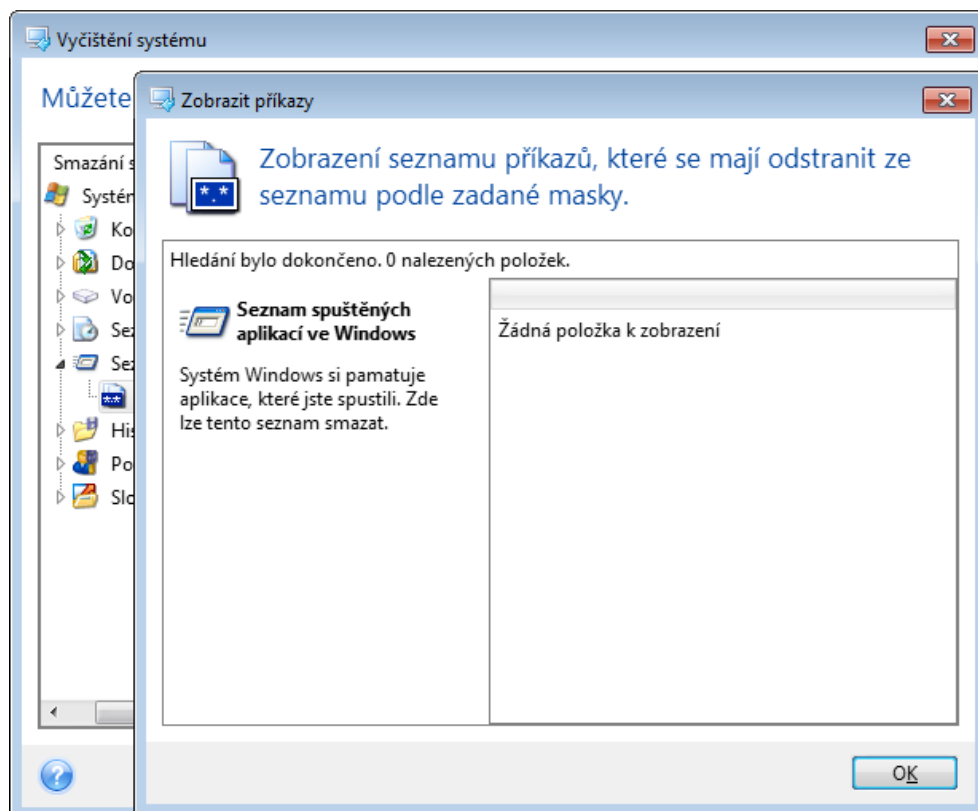 Vyčištění systému
Můžete
Zobrazit příkazy
Zobrazení seznamu příkazů, které se mají odstranit ze
seznamu podle zadané masky.
Smazání s
Systém
Ko
Do
Vo
Sez
Sez
His
Po
Slo
*.*
Hledání bylo dokončeno. 0 nalezených položek.
Seznam spuštěných
aplikací ve Windows
Systém Windows si pamatuje
aplikace, které jste spustili. Zde
lze tento seznam smazat.
Žádná položka k zobrazení
OK